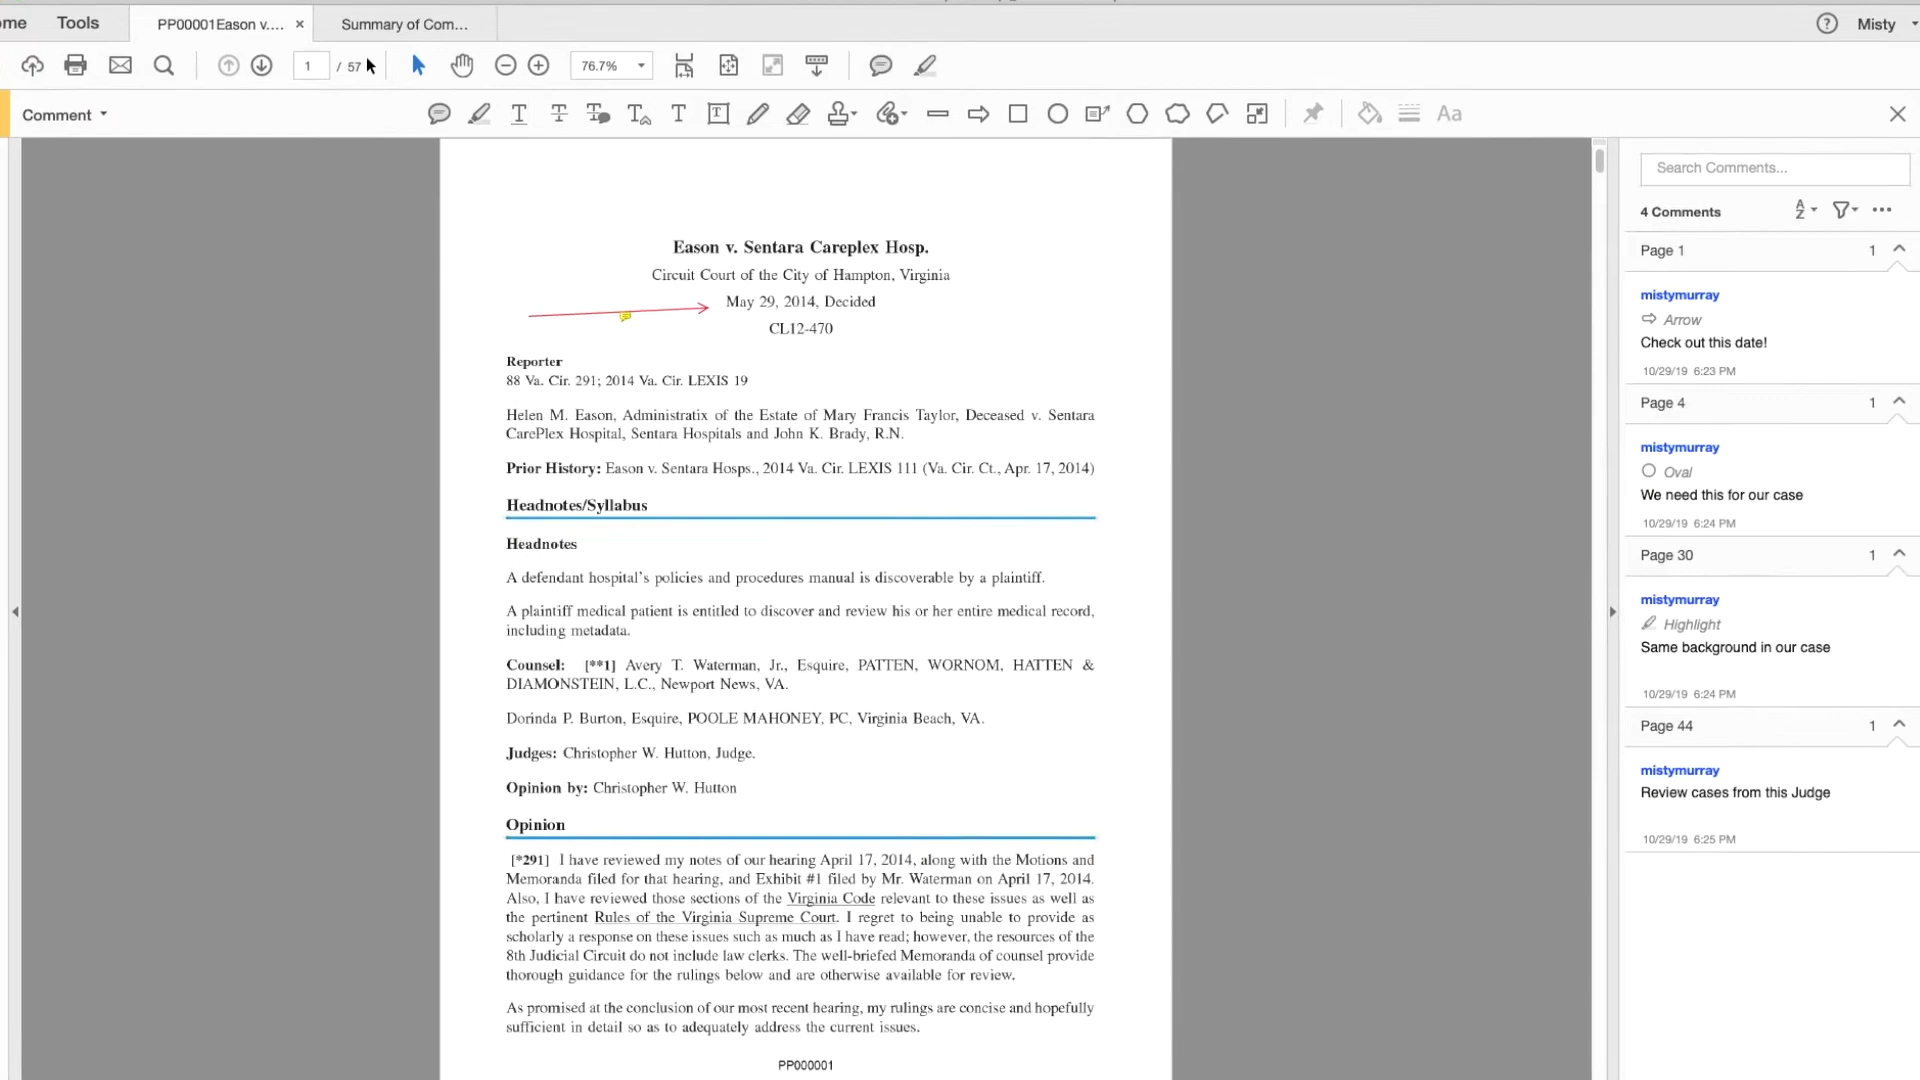 ome
Tools
PP00001Eason v....
Summary of Com...
Misty
1 / 57
76.7%
Comment
Aa
Eason v. Sentara Careplex Hosp.
Circuit Court of the City of Hampton, Virginia
May 29, 2014, Decided
CL12-470
Reporter
88 Va. Cir. 291; 2014 Va. Cir. LEXIS 19
Helen M. Eason, Administratix of the Estate of Mary Francis Taylor, Deceased v. Sentara
CarePlex Hospital, Sentara Hospitals and John K. Brady, R.N.
Prior History: Eason v. Sentara Hosps., 2014 Va. Cir. LEXIS 111 (Va. Cir. Ct., Apr. 17, 2014)
Headnotes/Syllabus
Headnotes
A defendant hospital's policies and procedures manual is discoverable by a plaintiff.
A plaintiff medical patient is entitled to discover and review his or her entire medical record,
including metadata.
Counsel: [**1] Avery T. Waterman, Jr., Esquire, PATTEN, WORNOM, HATTEN &
DIAMONSTEIN, L.C., Newport News, VA.
Dorinda P. Burton, Esquire, POOLE MAHONEY, PC, Virginia Beach, VA.
Judges: Christopher W. Hutton, Judge.
Opinion by: Christopher W. Hutton
Opinion
[*291] I have reviewed my notes of our hearing April 17, 2014, along with the Motions and
Memoranda filed for that hearing, and Exhibit #1 filed by Mr. Waterman on April 17, 2014.
Also, I have reviewed those sections of the Virginia Code relevant to these issues as well as
the pertinent Rules of the Virginia Supreme Court. I regret to being unable to provide as
scholarly a response on these issues such as much as I have read; however, the resources of the
8th Judicial Circuit do not include law clerks. The well-briefed Memoranda of counsel provide
thorough guidance for the rulings below and are otherwise available for review.
As promised at the conclusion of our most recent hearing, my rulings are concise and hopefully
sufficient in detail so as to adequately address the current issues.
PP000001
Search Comments...
4 Comments
Page 1 1
mistymurray
Arrow
Check out this date!
10/29/19 6:23 PM
Page 4 1
mistymurray
Oval
We need this for our case
10/29/19 6:24 PM
Page 30 1
mistymurray
Highlight
Same background in our case
10/29/19 6:24 PM
Page 44 1
mistymurray
Review cases from this Judge
10/29/19 6:25 PM